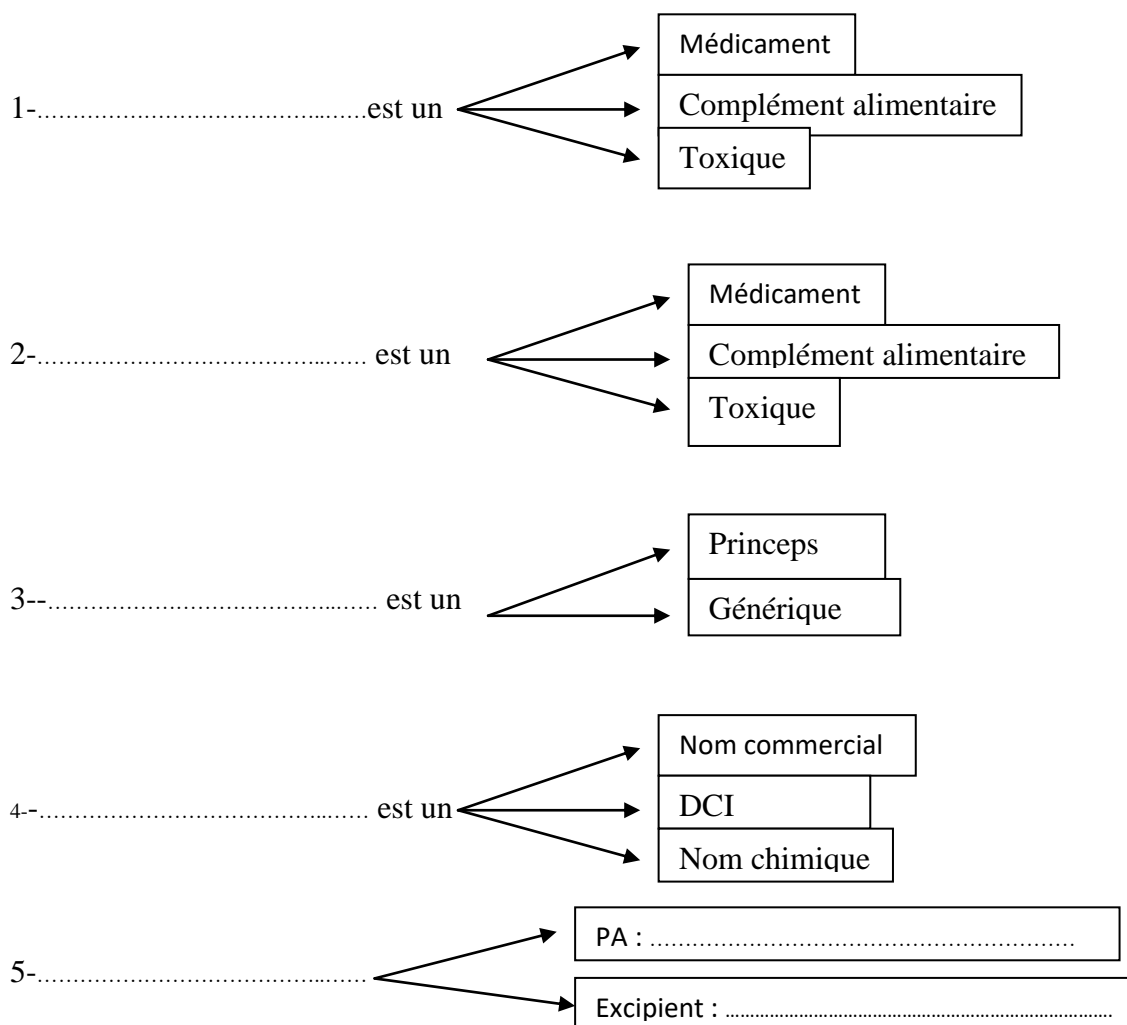 Médicament
1-…………………………………..……est un
Complément alimentaire
Toxique
Médicament
2-…………………………………..…… est un
Complément alimentaire
Toxique
Princeps
3--…………………………………..…… est un
Générique
Nom commercial
4--…………………………………..…… est un
DCI
Nom chimique
PA : ……………………………………………………
5-…………………………………..……
Excipient : ……………………………………………………………